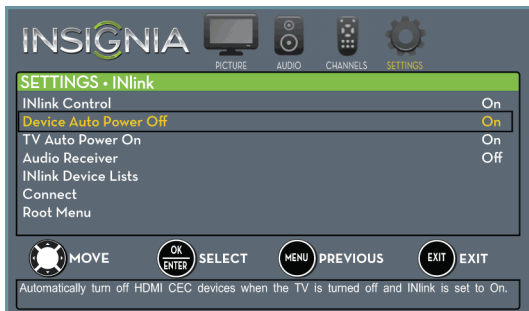 INSIGNIA
PICTURE AUDIO CHANNELS SETTINGS
SETTINGS • INlink
INlink Control On
Device Auto Power Off On
TV Auto Power On On
Audio Receiver Off
INlink Device Lists
Connect
Root Menu
MOVE OK ENTER SELECT MENU PREVIOUS EXIT EXIT
Automatically turn off HDMI CEC devices when the TV is turned off and INlink is set to On.